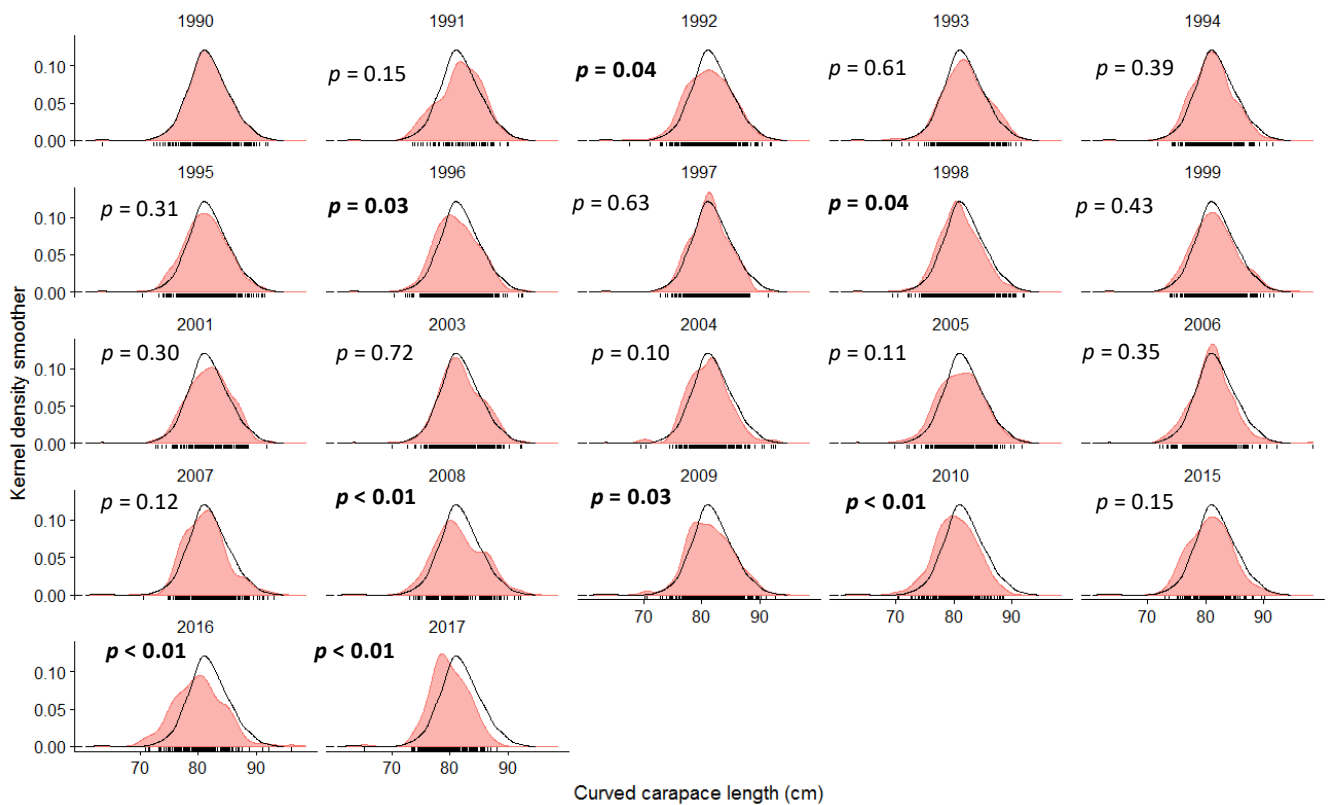 1990 1991 1992 1993 1994
p = 0.15 p = 0.04 p = 0.61 p = 0.39
0.10
0.05
0.00
1995 1996 1997 1998 1999
p = 0.31 p = 0.03 p = 0.63 p = 0.04 p = 0.43
0.10
0.05
0.00
Kernel density smoother
2001 2003 2004 2005 2006
p = 0.30 p = 0.72 p = 0.10 p = 0.11 p = 0.35
0.10
0.05
0.00
2007 2008 2009 2010 2015
p = 0.12 p < 0.01 p = 0.03 p < 0.01 p = 0.15
0.10
0.05
0.00
70 80 90 70 80 90 70 80 90
2016 2017
p < 0.01 p < 0.01
0.10
0.05
0.00
70 80 90 70 80 90
Curved carapace length (cm)